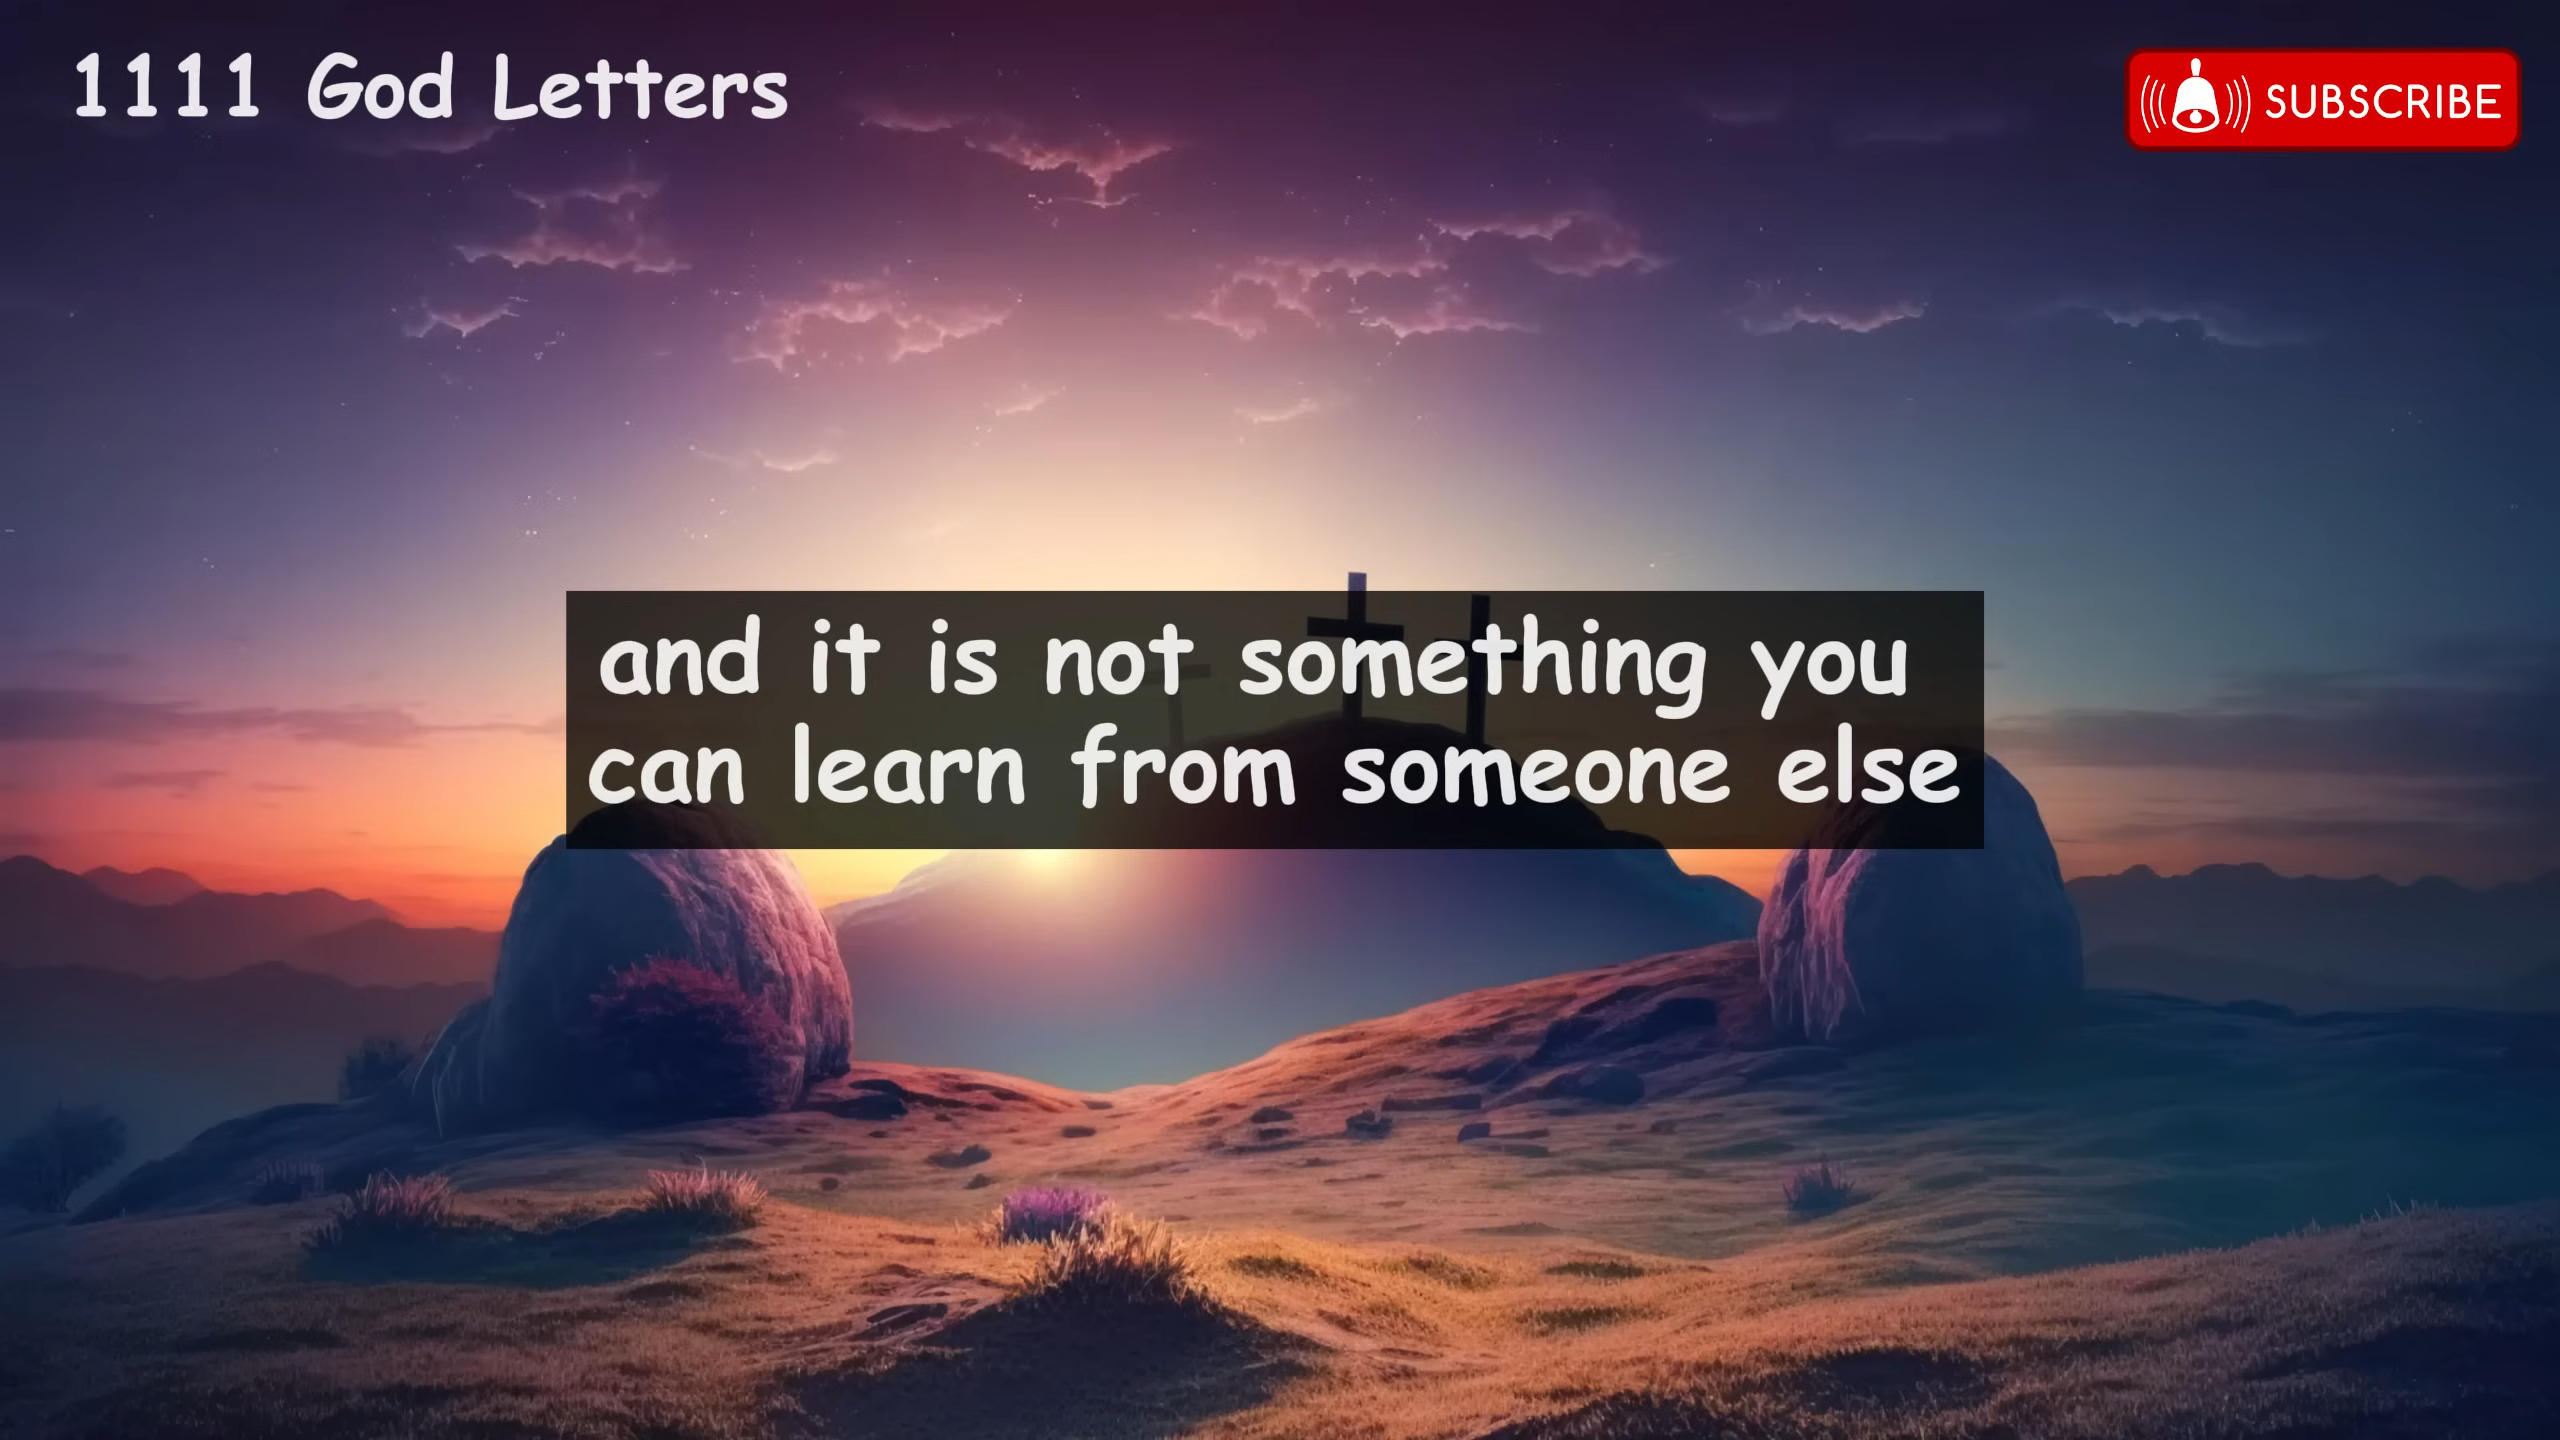 1111 God Letters
SUBSCRIBE
and it is not something you
can learn from someone else